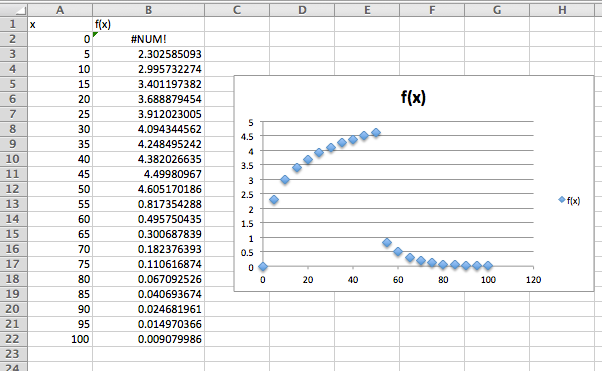 A B C D E F G H
1 x f(x)
2 0 #NUM!
3 5 2.302585093
4 10 2.995732274
5 15 3.401197382
6 20 3.688879454
7 25 3.912023005
8 30 4.094344562
9 35 4.248495242
10 40 4.382026635
11 45 4.49980967
12 50 4.605170186
13 55 0.817354288
14 60 0.495750435
15 65 0.300687839
16 70 0.182376393
17 75 0.110616874
18 80 0.067092526
19 85 0.040693674
20 90 0.024681961
21 95 0.014970366
22 100 0.009079986
23
24
f(x)
5
4.5
4
3.5
3
2.5
2
1.5
1
0.5
0
0 20 40 60 80 100 120
f(x)